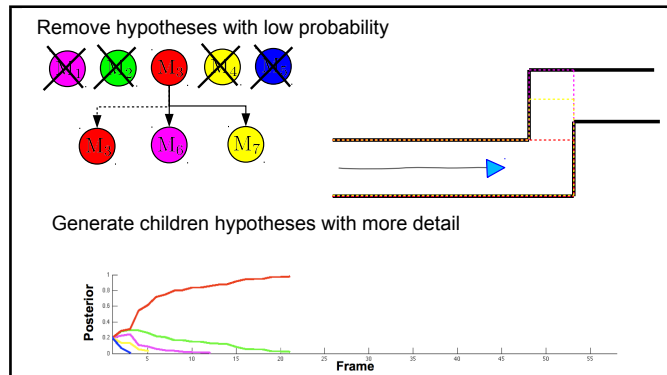 Remove hypotheses with low probability
M1 M2 M3 M4 M5
M3 M6 M7
Generate children hypotheses with more detail
Posterior
1
0.8
0.6
0.4
0.2
0
5 10 15 20 25 30 35 40 45 50 55
Frame